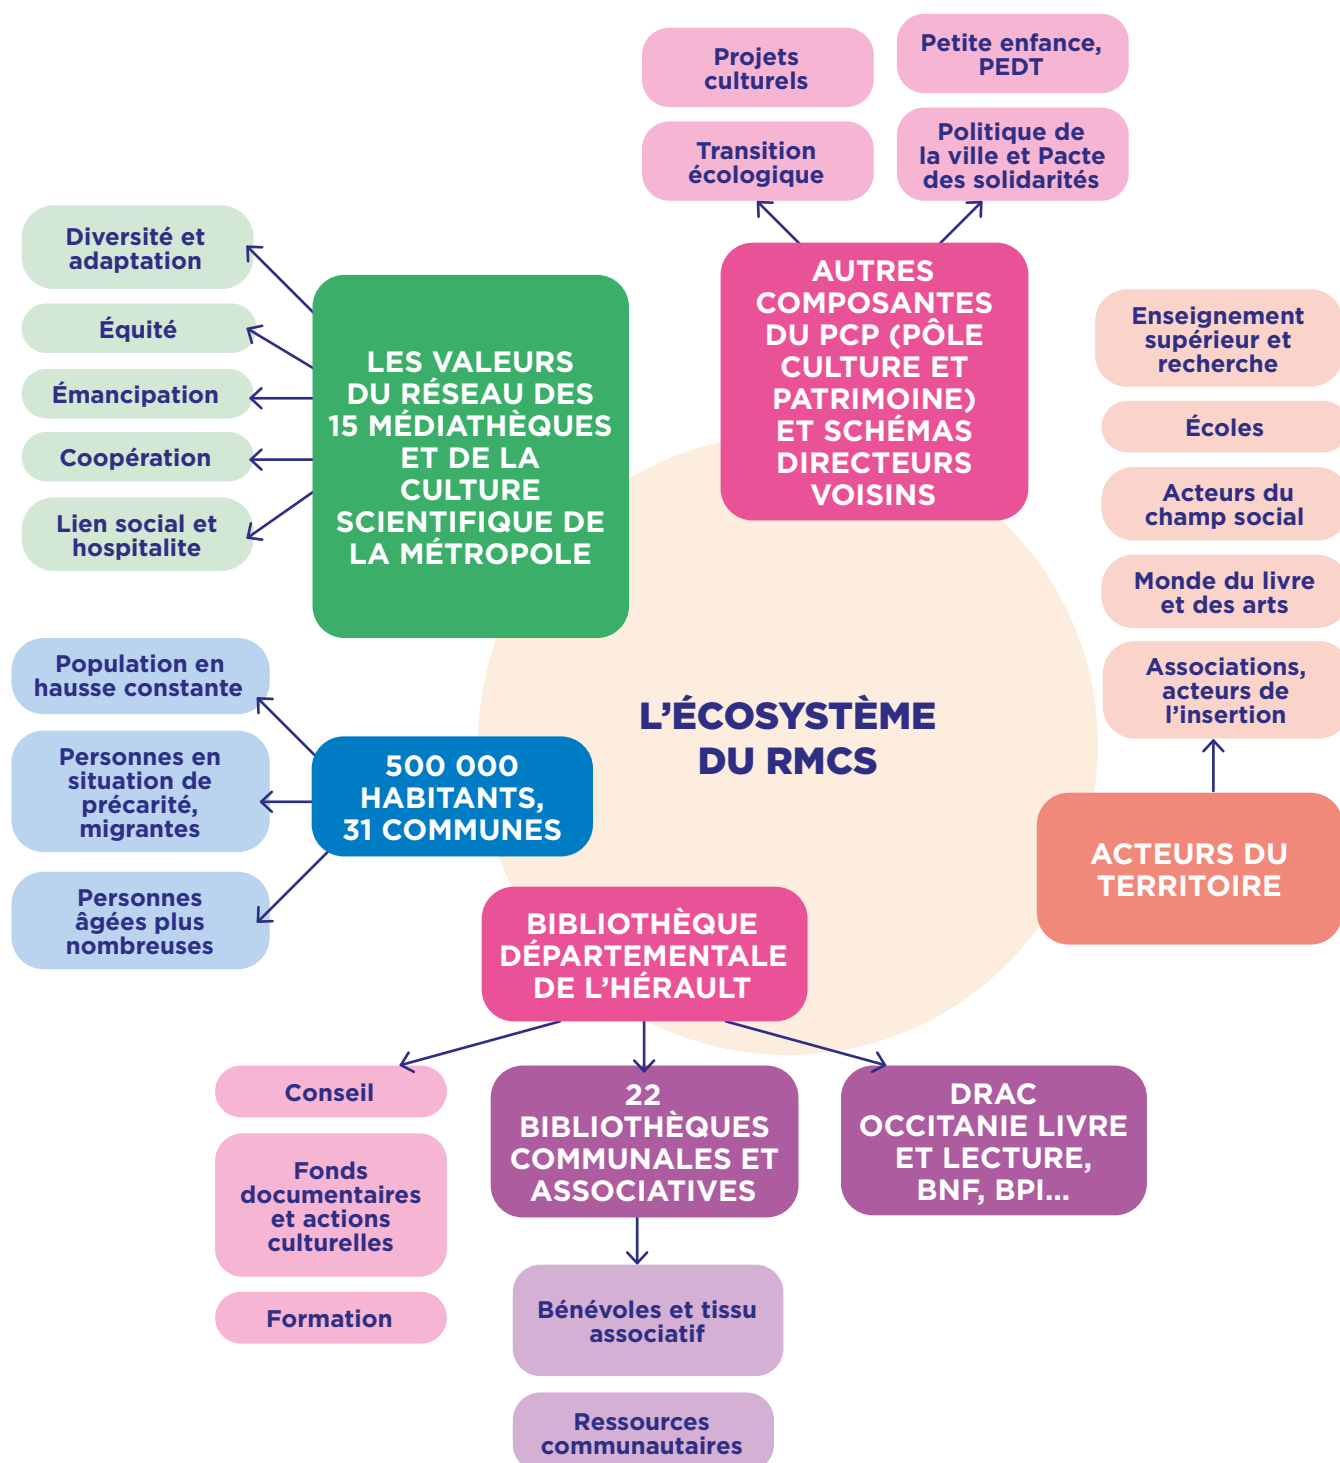 Projets
culturels
Petite enfance,
PEDT
Transition
écologique
Politique de
la ville et Pacte
des solidarités
AUTRES
COMPOSANTES
DU PCP (PÔLE
CULTURE ET
PATRIMOINE)
ET SCHÉMAS
DIRECTEURS
VOISINS
Diversité et
adaptation
Équité
Émancipation
Coopération
Lien social et
hospitalite
LES VALEURS
DU RÉSEAU DES
15 MÉDIATHÈQUES
ET DE LA
CULTURE
SCIENTIFIQUE DE
LA MÉTROPOLE
Enseignement
supérieur et
recherche
Écoles
Acteurs du
champ social
Monde du livre
et des arts
Associations,
acteurs de
l’insertion
ACTEURS DU
TERRITOIRE
L’ÉCOSYSTÈME
DU RMCS
Population en
hausse constante
Personnes en
situation de
précarité,
migrantes
Personnes
âgées plus
nombreuses
500 000
HABITANTS,
31 COMMUNES
BIBLIOTHÈQUE
DÉPARTEMENTALE
DE L’HÉRAULT
Conseil
Fonds
documentaires
et actions
culturelles
Formation
22
BIBLIOTHÈQUES
COMMUNALES ET
ASSOCIATIVES
DRAC
OCCITANIE LIVRE
ET LECTURE,
BNF, BPI...
Bénévoles et tissu
associatif
Ressources
communautaires